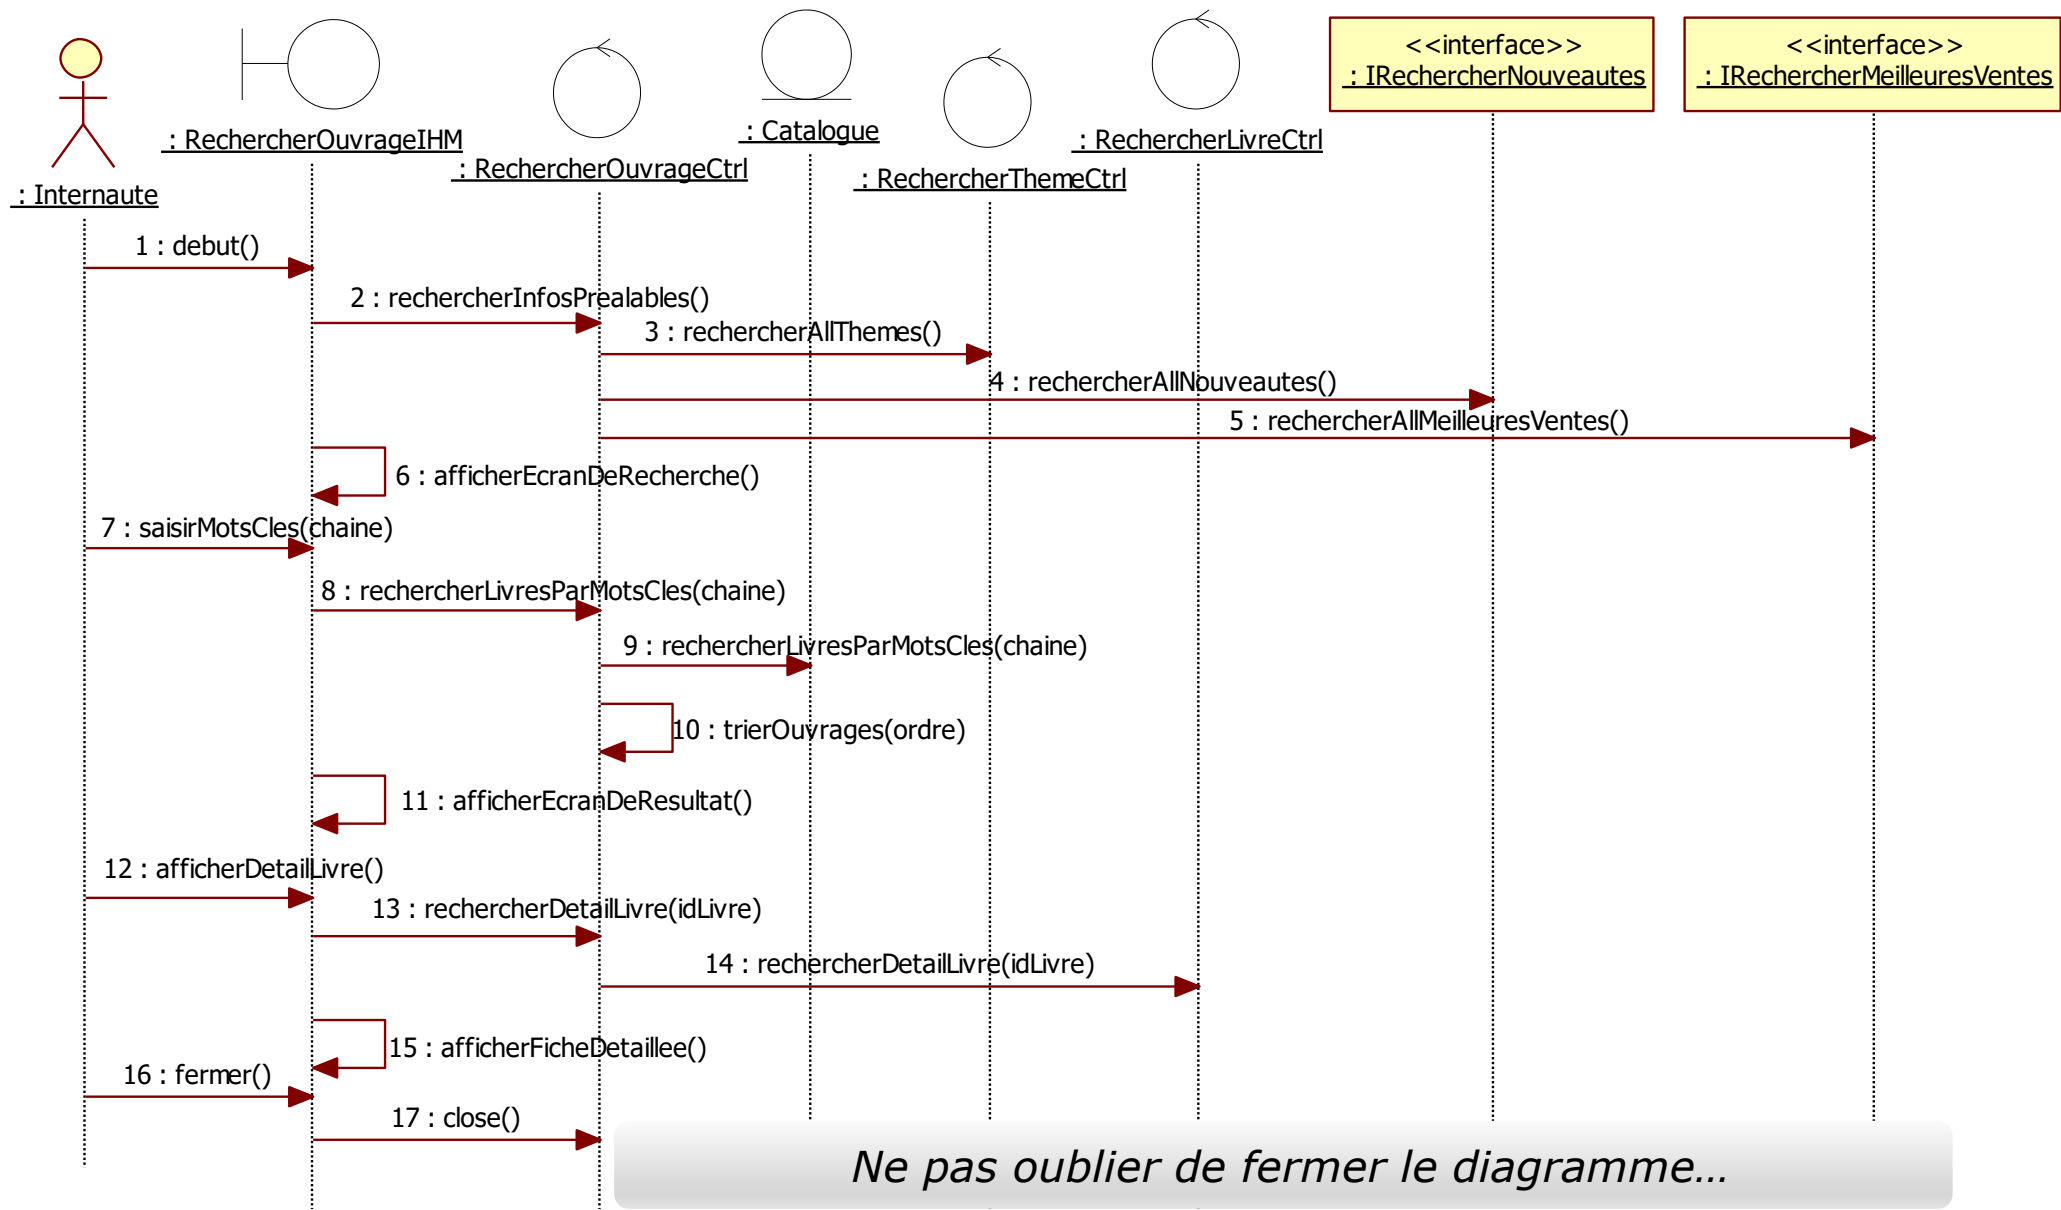 <<interface>>
: IRechercherNouveautes
<<interface>>
: IRechercherMeilleuresVentes
: Catalogue
: RechercherOuvrageIHM
: RechercherLivreCtrl
: RechercherOuvrageCtrl
: RechercherThemeCtrl
: Internaute
1 : debut()
2 : rechercherInfosPrealables()
3 : rechercherAllThemes()
4 : rechercherAllNouveautes()
5 : rechercherAllMeilleuresVentes()
6 : afficherEcranDeRecherche()
7 : saisirMotsCles(chaine)
8 : rechercherLivresParMotsCles(chaine)
9 : rechercherLivresParMotsCles(chaine)
10 : trierOuvrages(ordre)
11 : afficherEcranDeResultat()
12 : afficherDetailLivre()
13 : rechercherDetailLivre(idLivre)
14 : rechercherDetailLivre(idLivre)
15 : afficherFicheDetaillee()
16 : fermer()
17 : close()
Ne pas oublier de fermer le diagramme...